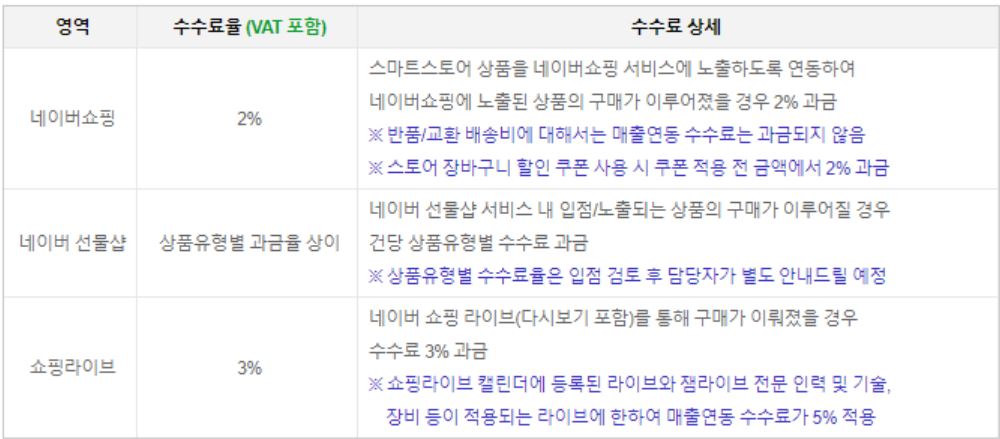 영역 수수료율 (VAT 포함) 수수료 상세
네이버쇼핑 2%
스마트스토어 상품을 네이버쇼핑 서비스에 노출하도록 연동하여
네이버쇼핑에 노출된 상품의 구매가 이루어졌을 경우 2% 과금
※ 반품/교환 배송비에 대해서는 매출연동 수수료는 과금되지 않음
※ 스토어 장바구니 할인 쿠폰 사용 시 쿠폰 적용 전 금액에서 2% 과금
네이버 선물샵 상품유형별 과금율 상이
네이버 선물샵 서비스 내 입점/노출되는 상품의 구매가 이루어질 경우
건당 상품유형별 수수료 과금
※ 상품유형별 수수료율은 입점 검토 후 담당자가 별도 안내드릴 예정
쇼핑라이브 3%
네이버 쇼핑 라이브(다시보기 포함)를 통해 구매가 이뤄졌을 경우
수수료 3% 과금
※ 쇼핑라이브 캘린더에 등록된 라이브와 잼라이브 전문 인력 및 기술,
장비 등이 적용되는 라이브에 한하여 매출연동 수수료가 5% 적용